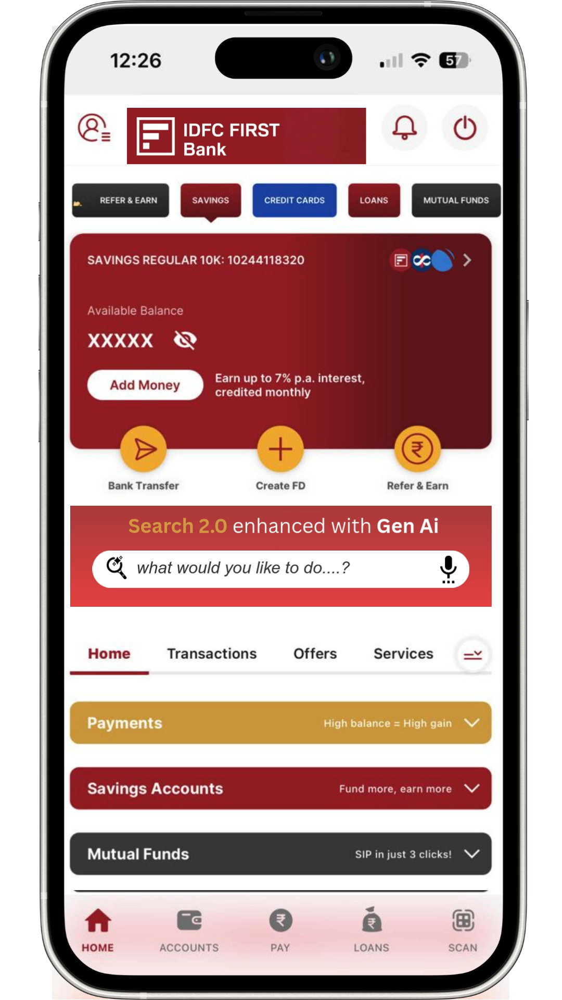 12:26
57
IDFC FIRST
Bank
REFER & EARN
SAVINGS
CREDIT CARDS
LOANS
MUTUAL FUNDS
SAVINGS REGULAR 10K: 10244118320
Available Balance
XXXXX
Add Money
Earn up to 7% p.a. interest,
credited monthly
Bank Transfer
Create FD
Refer & Earn
Search 2.0 enhanced with Gen Ai
what would you like to do....?
Home
Transactions
Offers
Services
Payments
High balance = High gain
Savings Accounts
Fund more, earn more
Mutual Funds
SIP in just 3 clicks!
HOME
ACCOUNTS
PAY
LOANS
SCAN